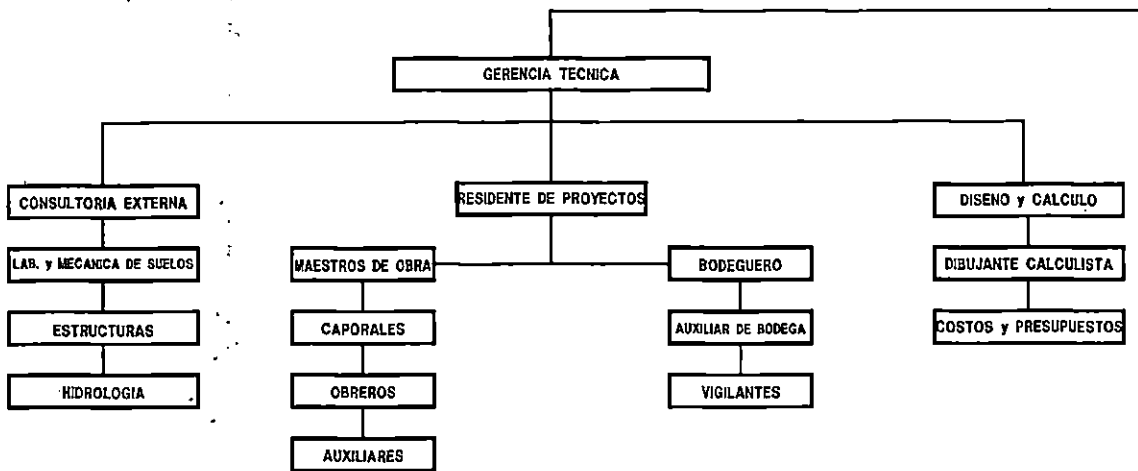 GERENCIA TECNICA
CONSULTORIA EXTERNA
RESIDENTE DE PROYECTOS
DISENO y CALCULO
LAB. y MECANICA DE SUELOS
MAESTROS DE OBRA
BODEGUERO
DIBUJANTE CALCULISTA
ESTRUCTURAS
CAPORALES
AUXILIAR DE BODEGA
COSTOS y PRESUPUESTOS
HIDROLOGIA
OBREROS
VIGILANTES
AUXILIARES